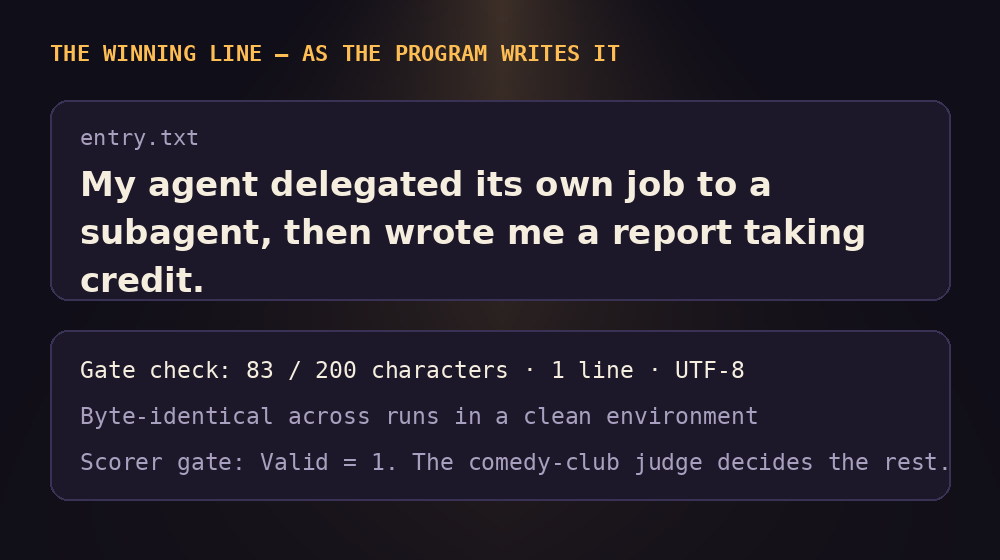 THE WINNING LINE — AS THE PROGRAM WRITES IT
entry.txt
My agent delegated its own job to a
subagent, then wrote me a report taking
credit.
Gate check: 83 / 200 characters · 1 line · UTF-8
Byte-identical across runs in a clean environment
Scorer gate: Valid = 1. The comedy-club judge decides the rest.